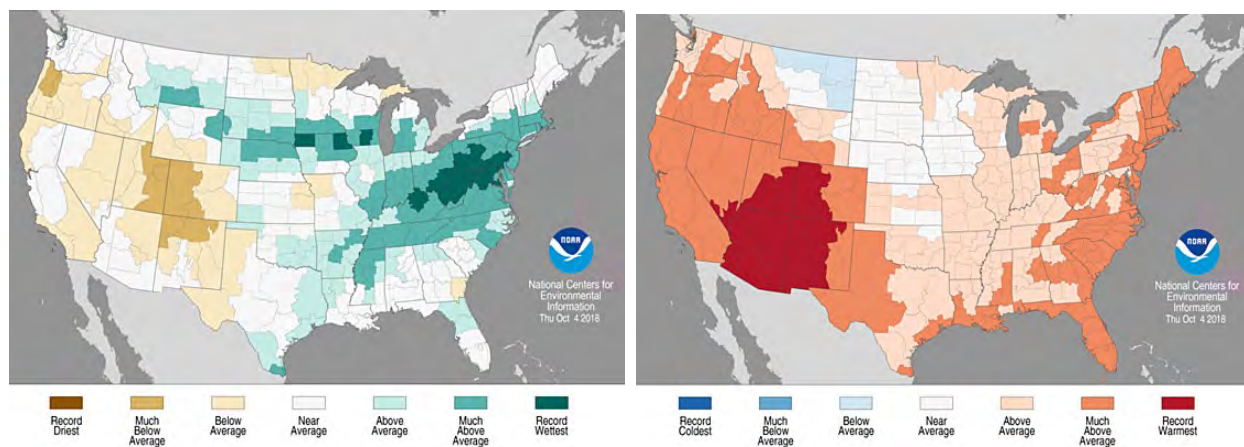 NOAA
National Centers for
Environmental
Information
Thu Oct 4 2018
Record
Driest
Much
Below
Average
Below
Average
Near
Average
Above
Average
Much
Above
Average
Record
Wettest
NOAA
National Centers for
Environmental
Information
Thu Oct 4 2018
Record
Coldest
Much
Below
Average
Below
Average
Near
Average
Above
Average
Much
Above
Average
Record
Warmest